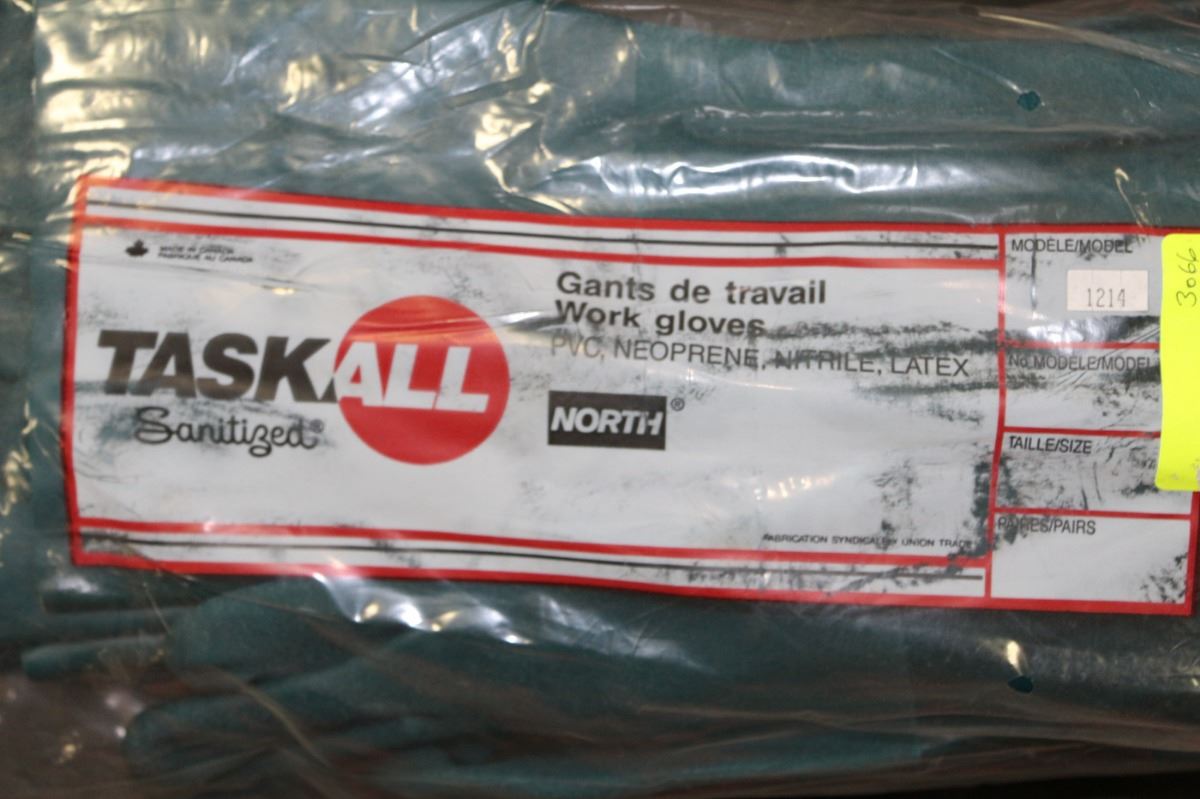 MADE IN CANADA
FABRIQUÉ AU CANADA
TASKALL
Sanitized®
Gants de travail
Work gloves
PVC, NEOPRENE, NITRILE, LATEX
NORTH®
FABRICATION SYNDICALE UNION TRADE
MODÈLE/MODEL
1214
No. MODÈLE/MODEL
TAILLE/SIZE
PAIRES/PAIRS
3066